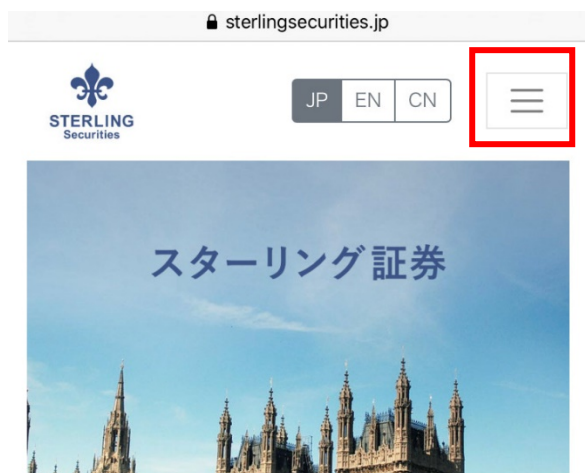 sterlingsecurities.jp
STERLING
Securities
JP EN CN
スターリング証券